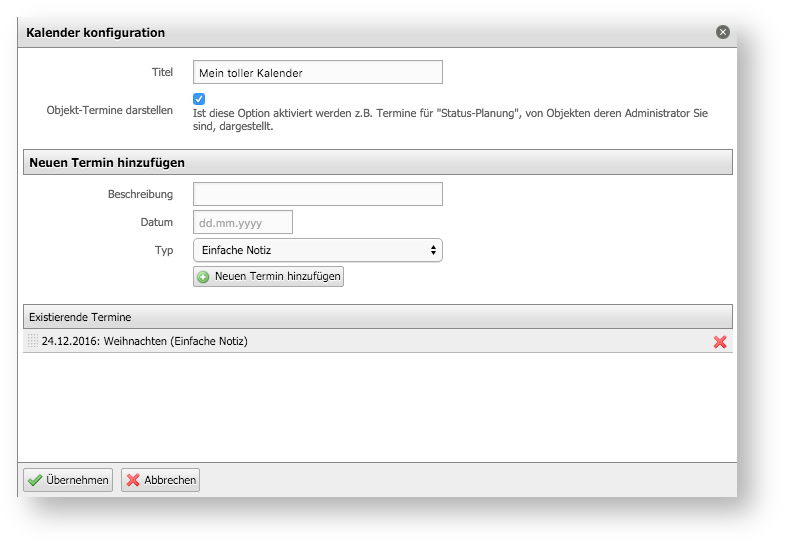 Kalender konfiguration
Titel
Mein toller Kalender
Objekt-Termine darstellen
Ist diese Option aktiviert werden z.B. Termine für "Status-Planung", von Objekten deren Administrator Sie
sind, dargestellt.
Neuen Termin hinzufügen
Beschreibung
Datum
dd.mm.yyyy
Typ
Einfache Notiz
Neuen Termin hinzufügen
Existierende Termine
24.12.2016: Weihnachten (Einfache Notiz)
Übernehmen
Abbrechen